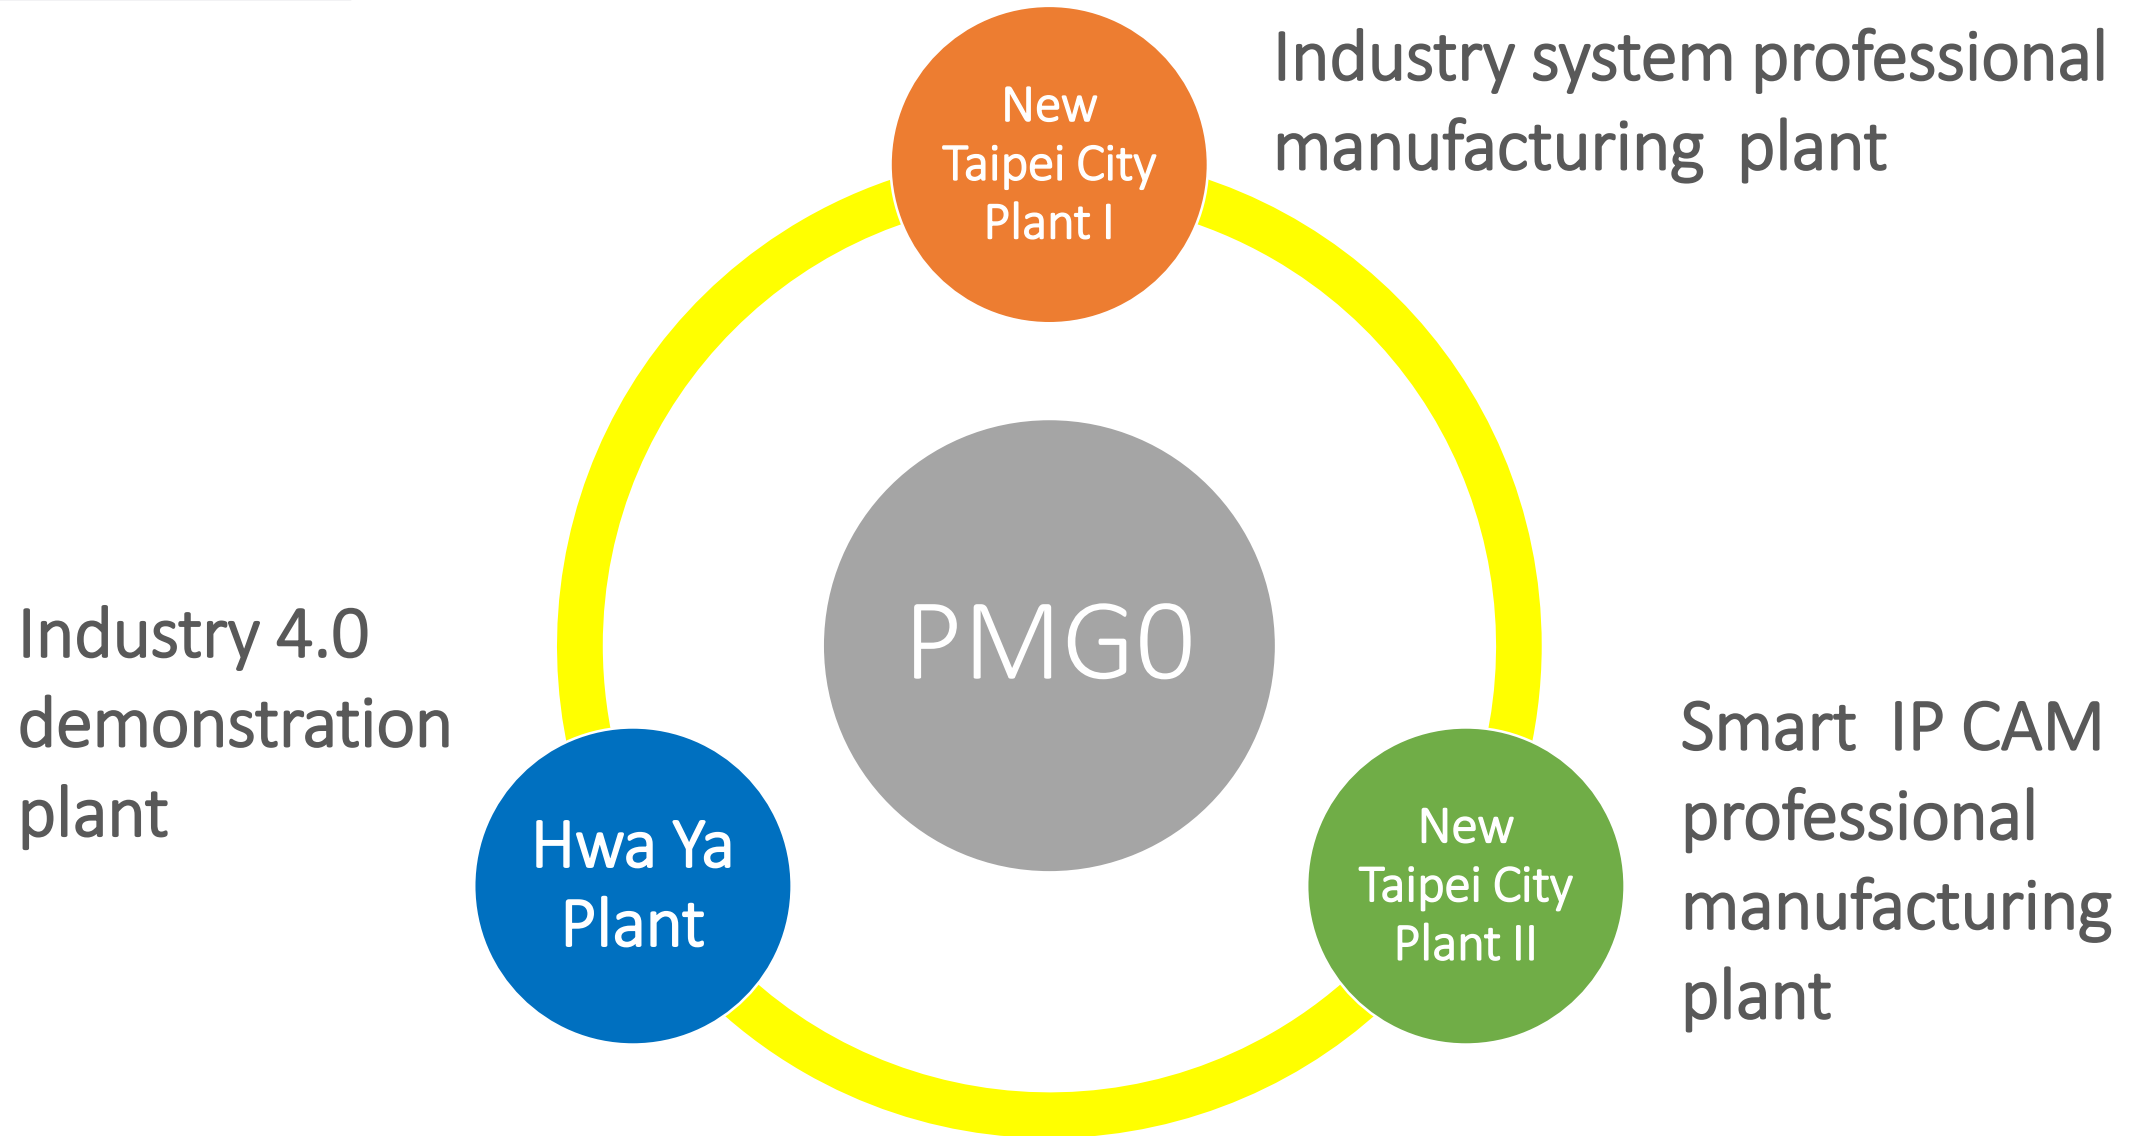 New
Taipei City
Plant I
Industry system professional
manufacturing plant
PMG0
Industry 4.0
demonstration
plant
Hwa Ya
Plant
New
Taipei City
Plant II
Smart IP CAM
professional
manufacturing
plant